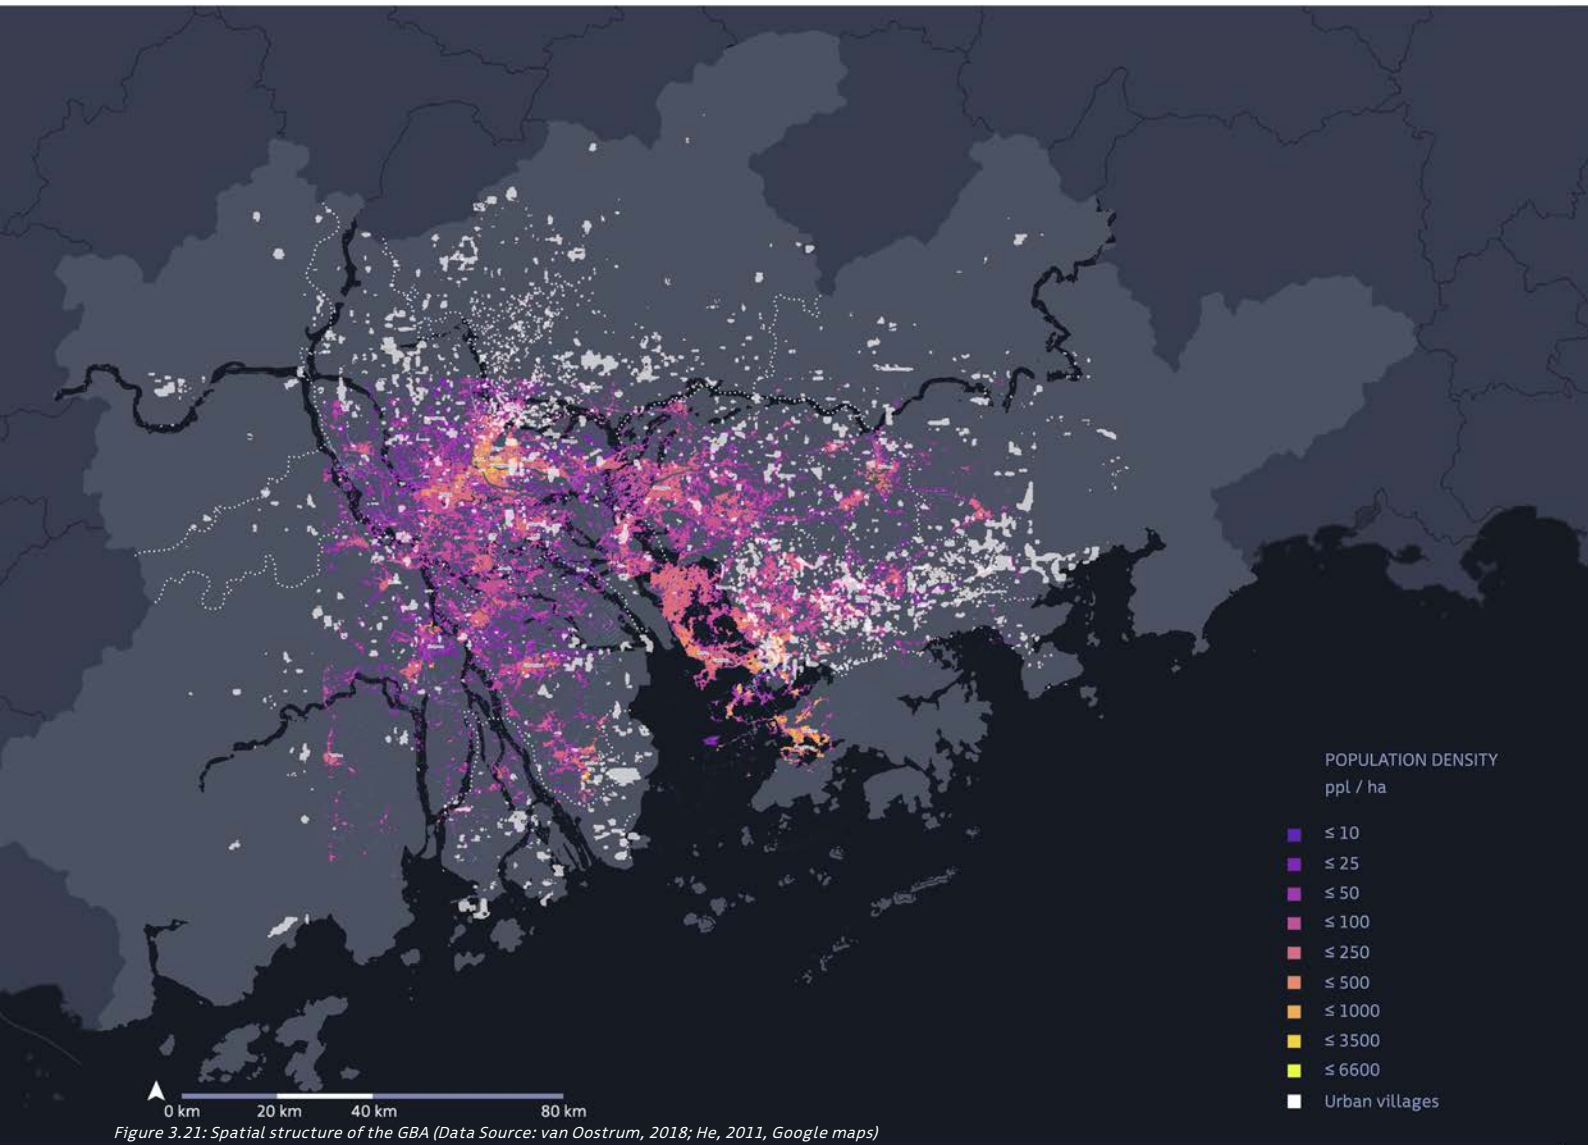 POPULATION DENSITY
ppl / ha
≤ 10
≤ 25
≤ 50
≤ 100
≤ 250
≤ 500
≤ 1000
≤ 3500
≤ 6600
Urban villages
0 km 20 km 40 km 80 km
Figure 3.21: Spatial structure of the GBA (Data Source: van Oostrum, 2018; He, 2011, Google maps)